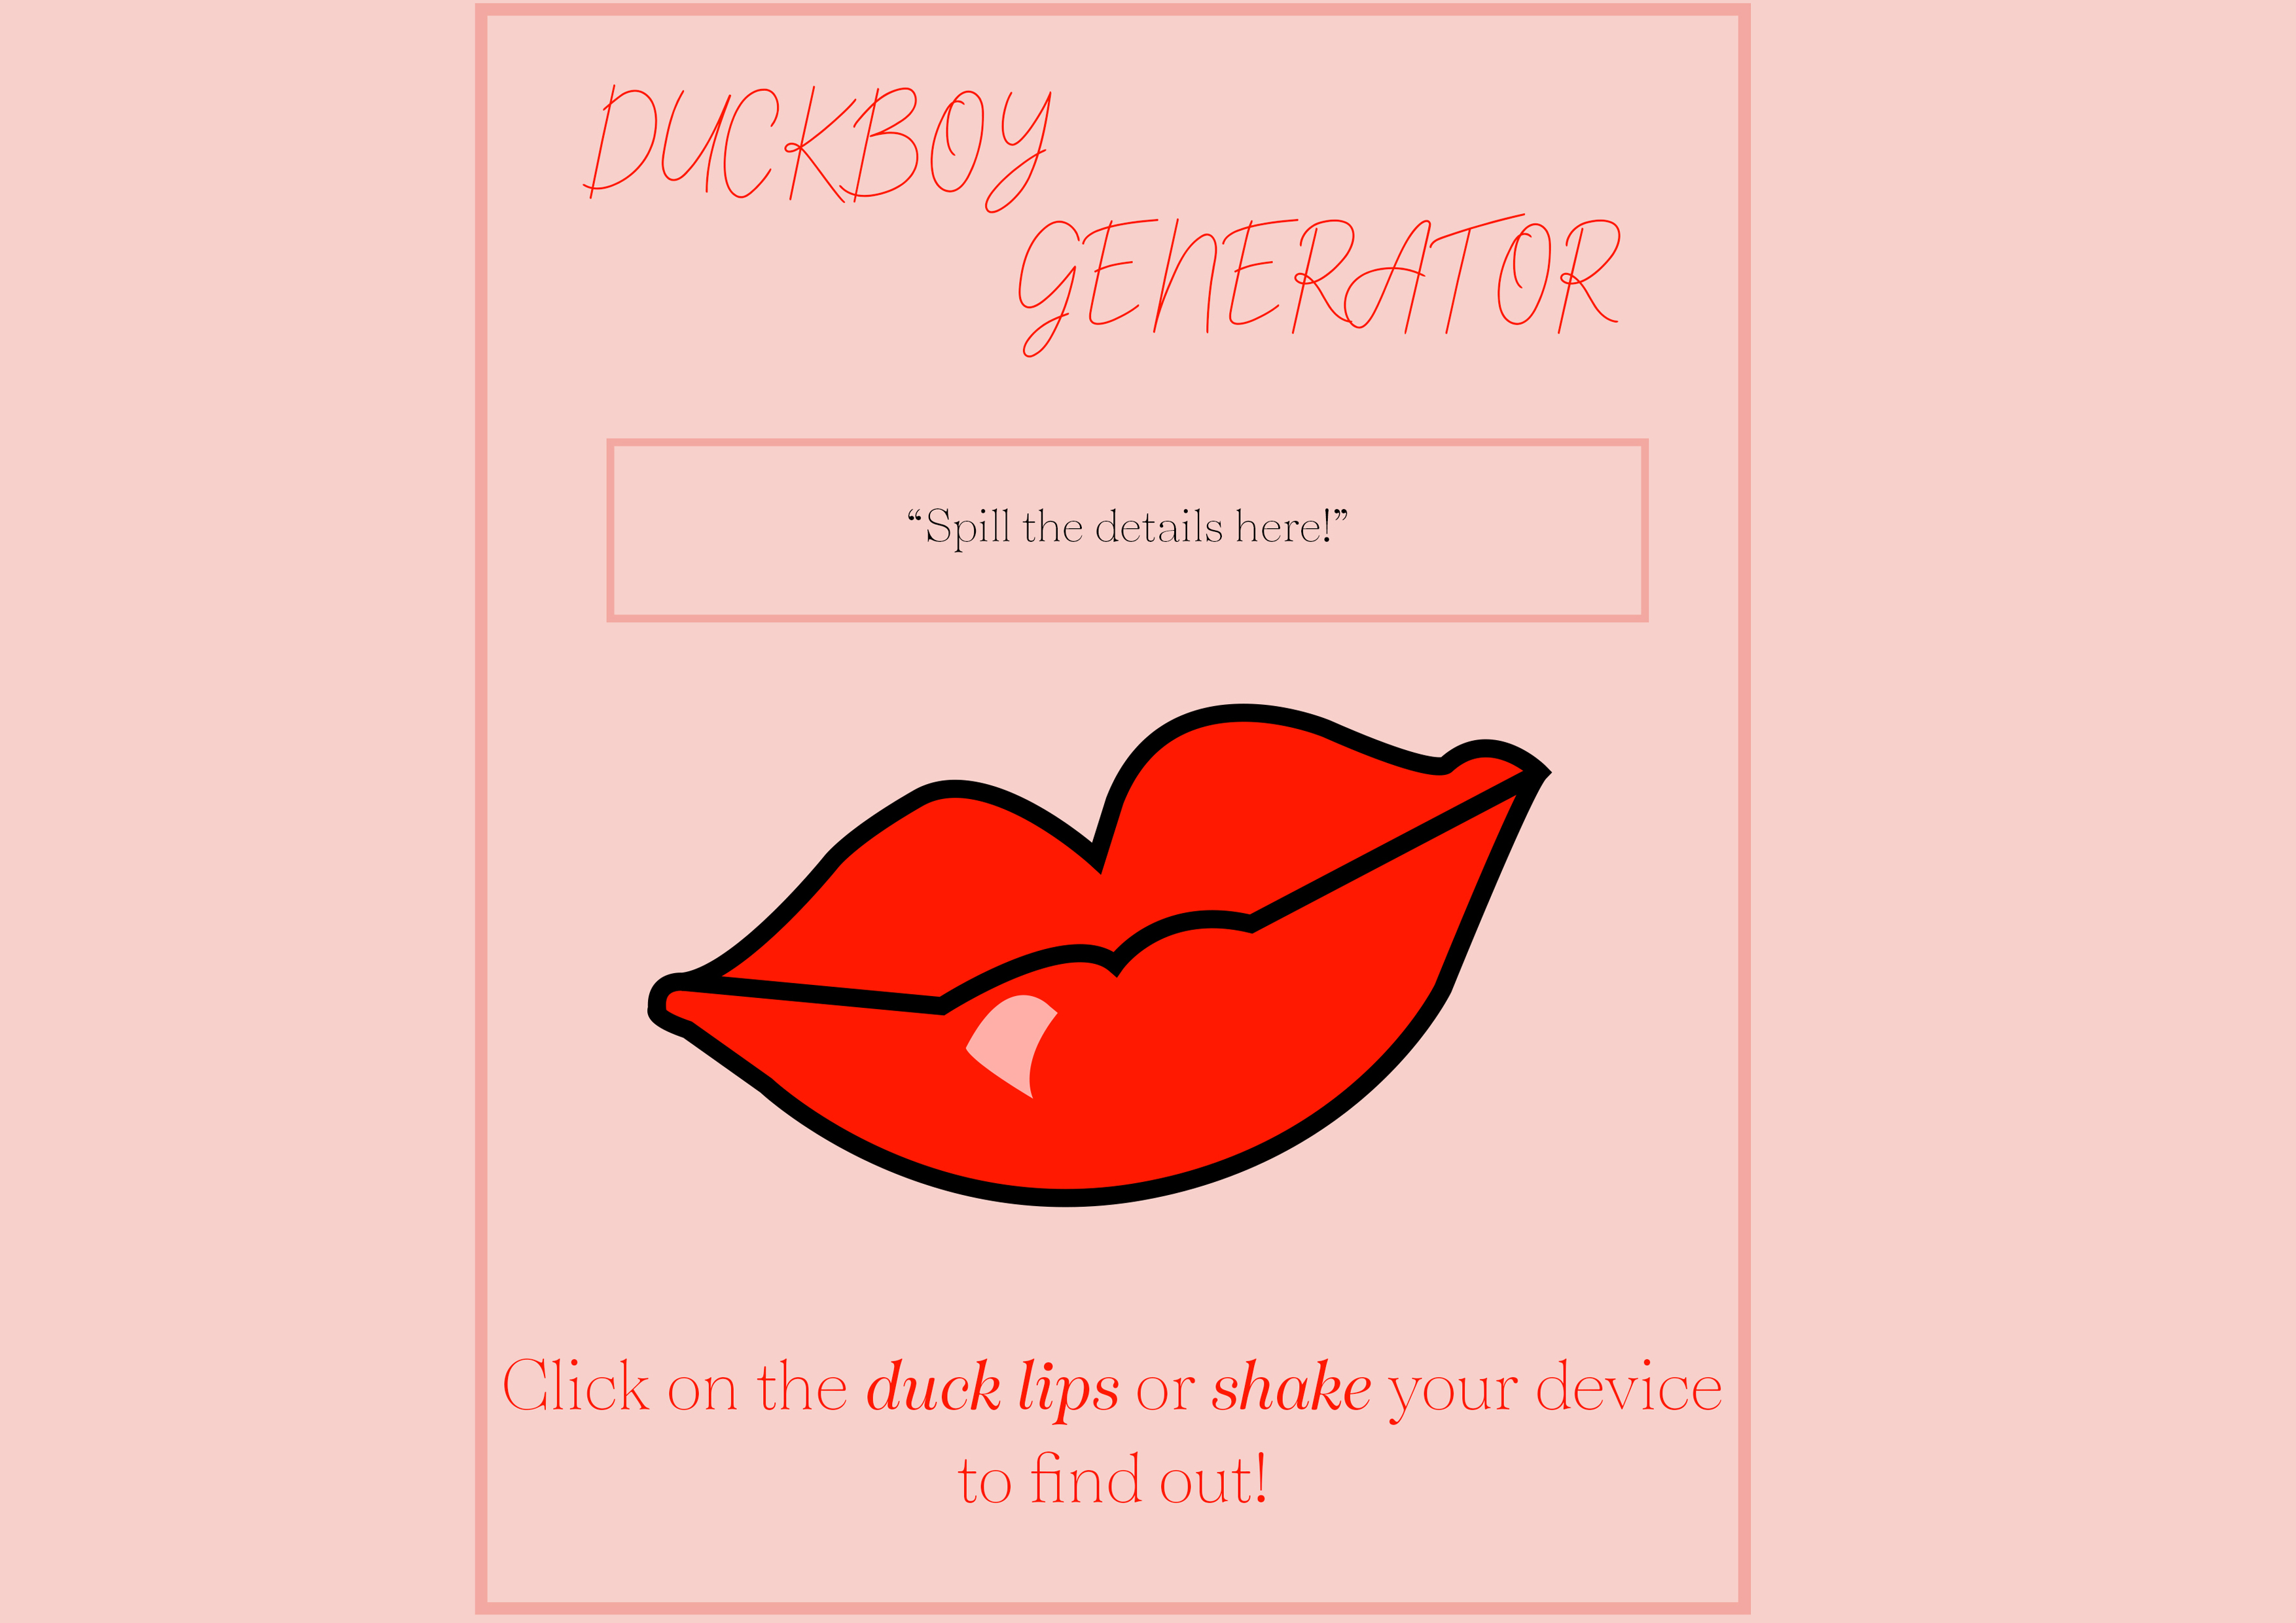 DUCKBOY
GENERATOR
“Spill the details here!”
Click on the duck lips or shake your device
to find out!